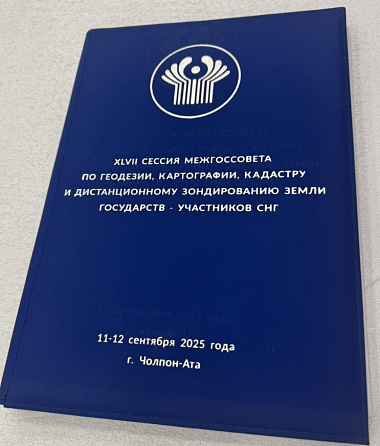 XLVII СЕССИЯ МЕЖГОССОВЕТА
ПО ГЕОДЕЗИИ, КАРТОГРАФИИ, КАДАСТРУ
И ДИСТАНЦИОННОМУ ЗОНДИРОВАНИЮ ЗЕМЛИ
ГОСУДАРСТВ - УЧАСТНИКОВ СНГ
11-12 сентября 2025 года
г. Чолпон-Ата